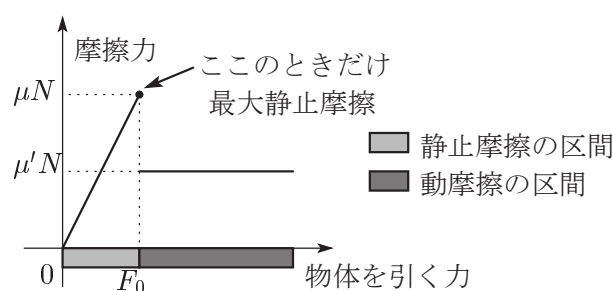 摩擦力
ここのときだけ
最大静止摩擦
μN
μ′N
静止摩擦の区間
動摩擦の区間
0
F₀
物体を引く力